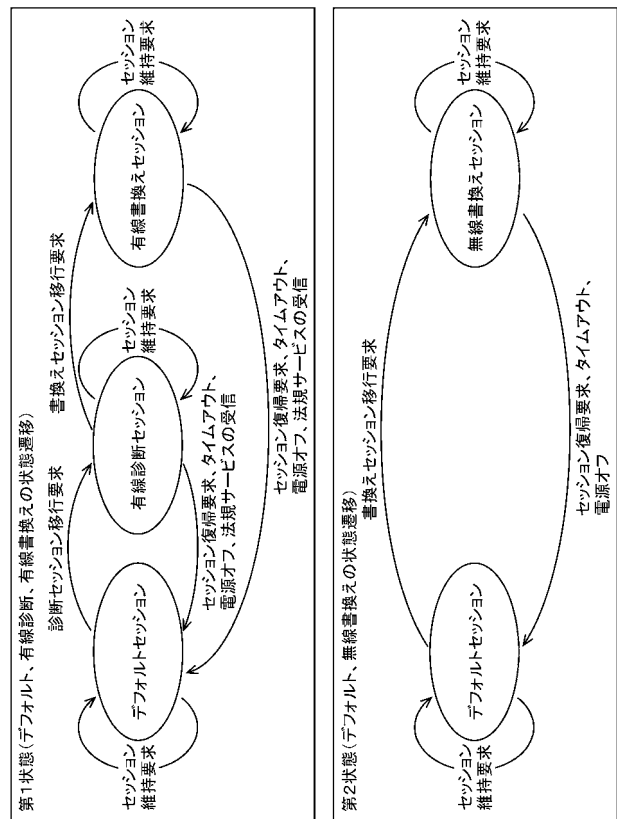 第1状態(デフォルト、有線診断、有線書換えの状態遷移)
診断セッション移行要求
書換えセッション移行要求
セッション
維持要求
デフォルトセッション
有線診断セッション
セッション
維持要求
有線書換えセッション
セッション
維持要求
セッション復帰要求、タイムアウト、
電源オフ、法規サービスの受信
セッション復帰要求、タイムアウト、
電源オフ、法規サービスの受信
第2状態(デフォルト、無線書換えの状態遷移)
書換えセッション移行要求
セッション
維持要求
デフォルトセッション
無線書換えセッション
セッション
維持要求
セッション復帰要求、タイムアウト、
電源オフ